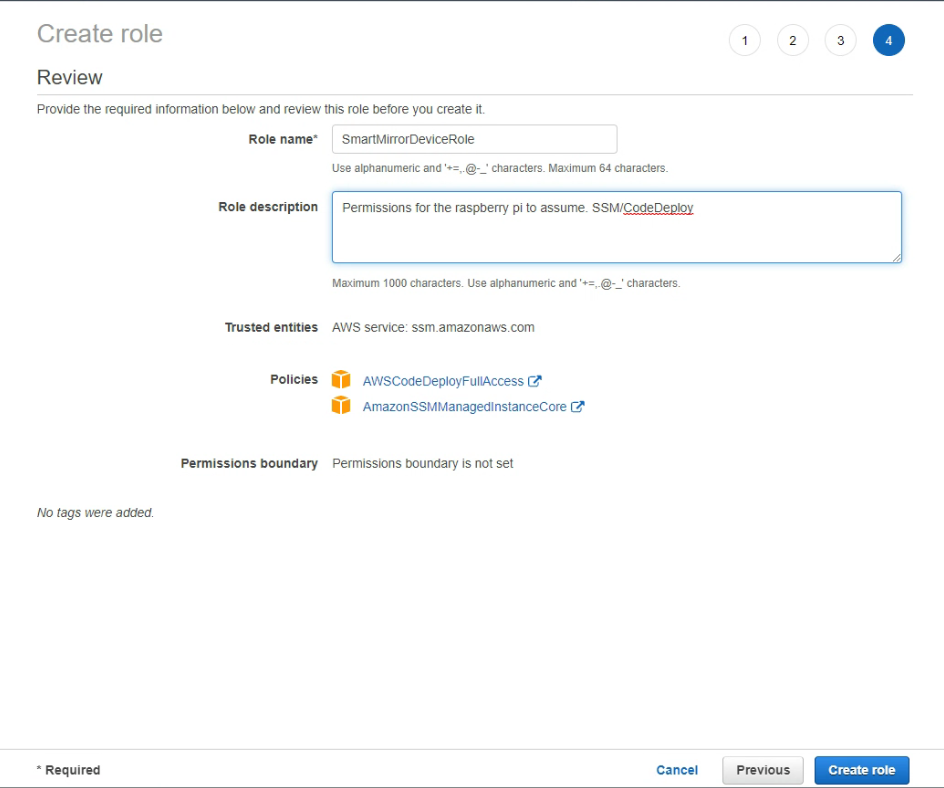 Create role
1 2 3 4
Review
Provide the required information below and review this role before you create it.
Role name* SmartMirrorDeviceRole
Use alphanumeric and '+=,.@-_' characters. Maximum 64 characters.
Role description Permissions for the raspberry pi to assume. SSM/CodeDeploy
Maximum 1000 characters. Use alphanumeric and '+=,.@-_' characters.
Trusted entities AWS service: ssm.amazonaws.com
Policies AWSCodeDeployFullAccess
AmazonSSMManagedInstanceCore
Permissions boundary Permissions boundary is not set
No tags were added.
* Required Cancel Previous Create role